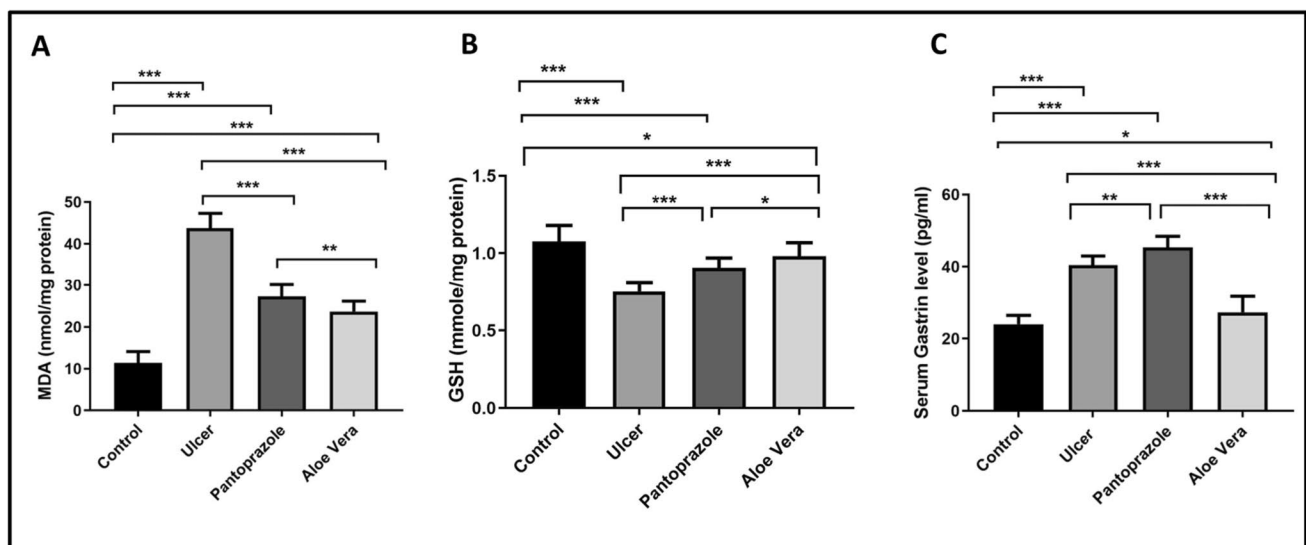 A
***
***
***
***
***
**
MDA (nmol/mg protein)
50
40
30
20
10
0
Control
Ulcer
Pantoprazole
Aloe Vera
B
***
***
*
***
***
*
GSH (mmole/mg protein)
1.5
1.0
0.5
0.0
Control
Ulcer
Pantoprazole
Aloe Vera
C
***
***
*
***
**
***
Serum Gastrin level (pg/ml)
60
40
20
0
Control
Ulcer
Pantoprazole
Aloe Vera